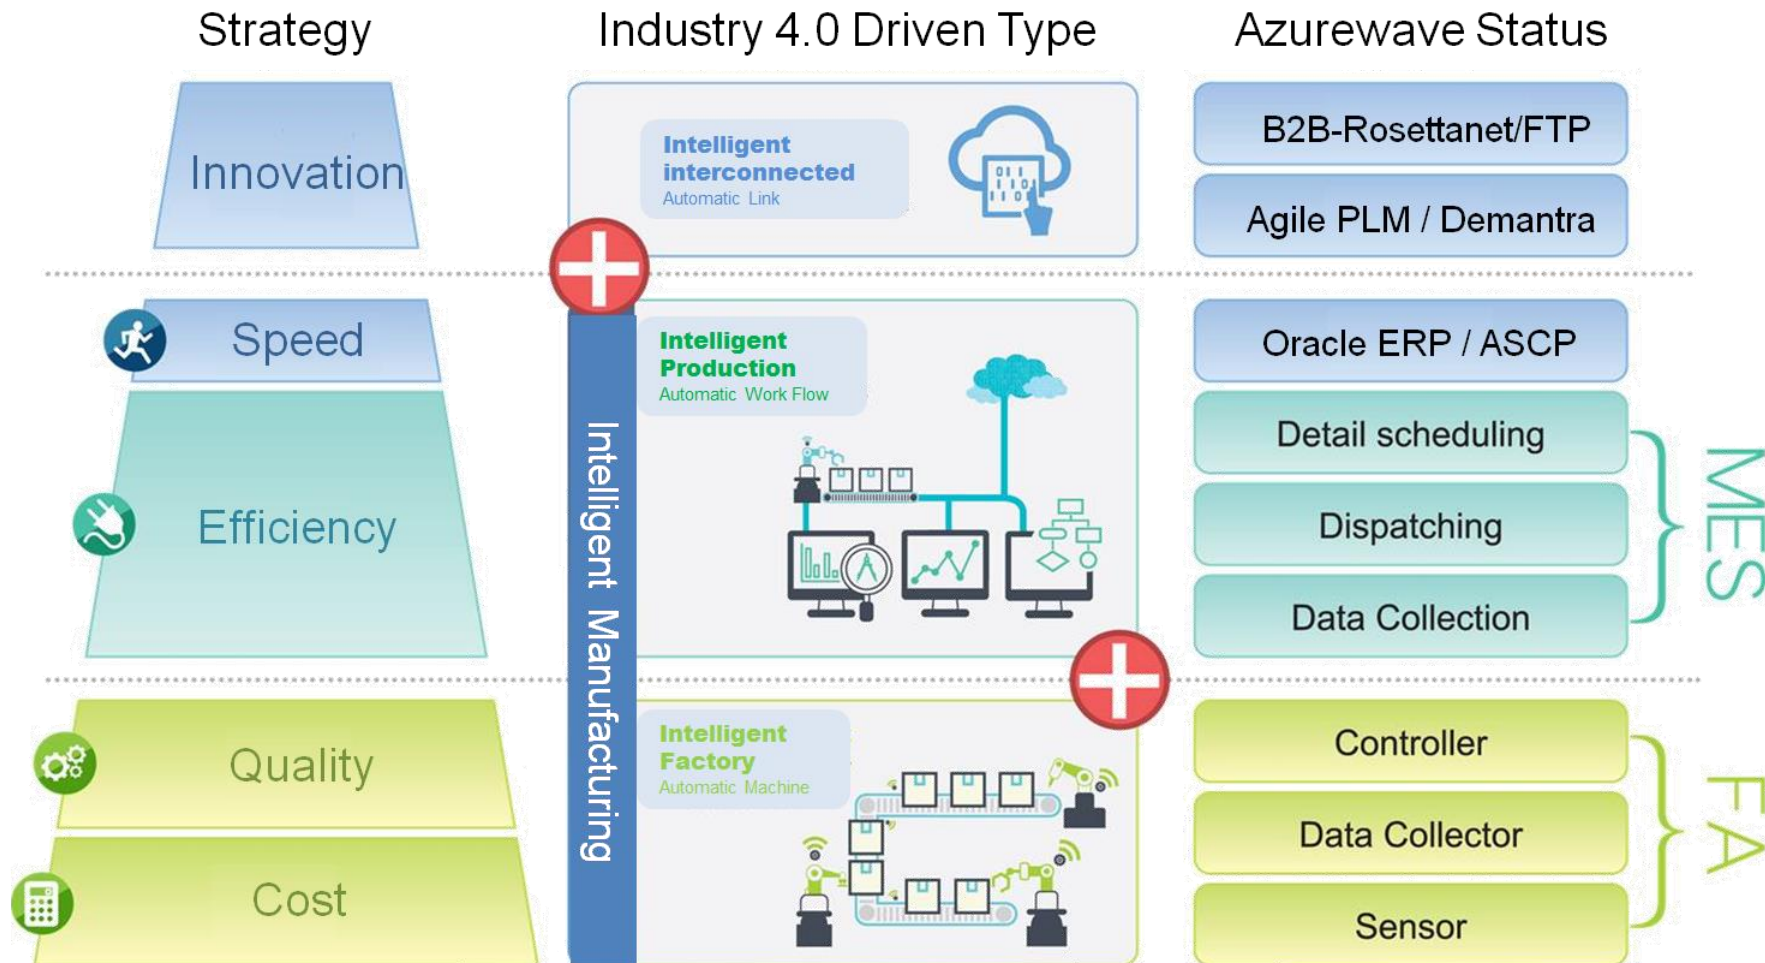 Strategy
Industry 4.0 Driven Type
Azurewave Status
Innovation
Intelligent
interconnected
Automatic Link
B2B-Rosettanet/FTP
Agile PLM / Demantra
Speed
Efficiency
Intelligent Manufacturing
Intelligent
Production
Automatic Work Flow
Oracle ERP / ASCP
Detail scheduling
Dispatching
Data Collection
MES
Quality
Cost
Intelligent
Factory
Automatic Machine
Controller
Data Collector
Sensor
FA